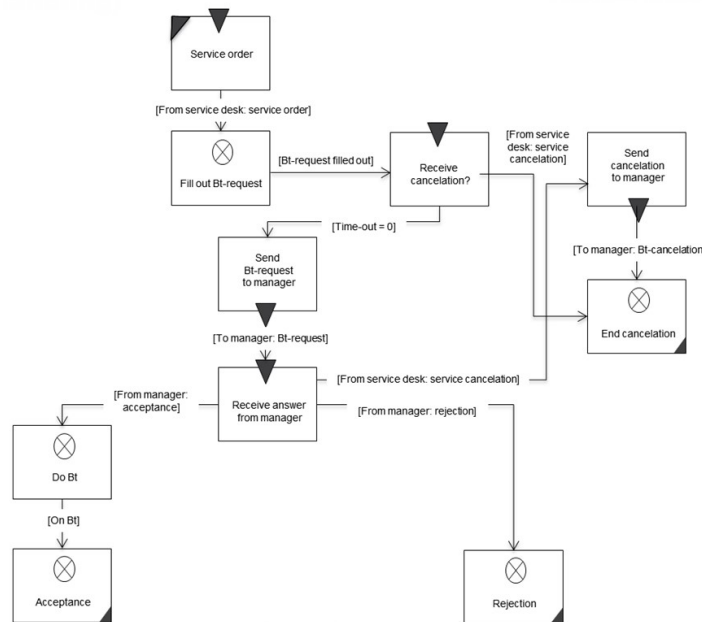 Service order
[From service desk: service order]
Fill out Bt-request
[Bt-request filled out]
Receive
cancelation?
[From service
desk: service
cancelation]
Send
cancelation
to manager
[Time-out = 0]
Send
Bt-request
to manager
[To manager: Bt-cancelation
End cancelation
[To manager: Bt-request]
Receive answer
from manager
[From service desk: service cancelation]
[From manager:
acceptance]
[From manager: rejection]
Do Bt
[On Bt]
Acceptance
Rejection